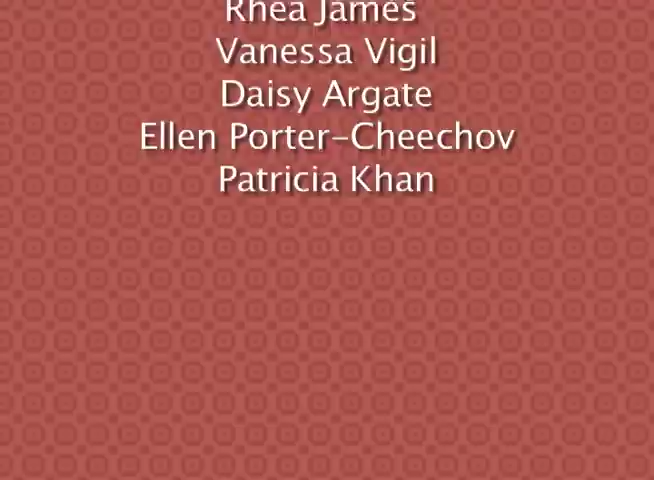 Rhea James
Vanessa Vigil
Daisy Argate
Ellen Porter-Cheechov
Patricia Khan